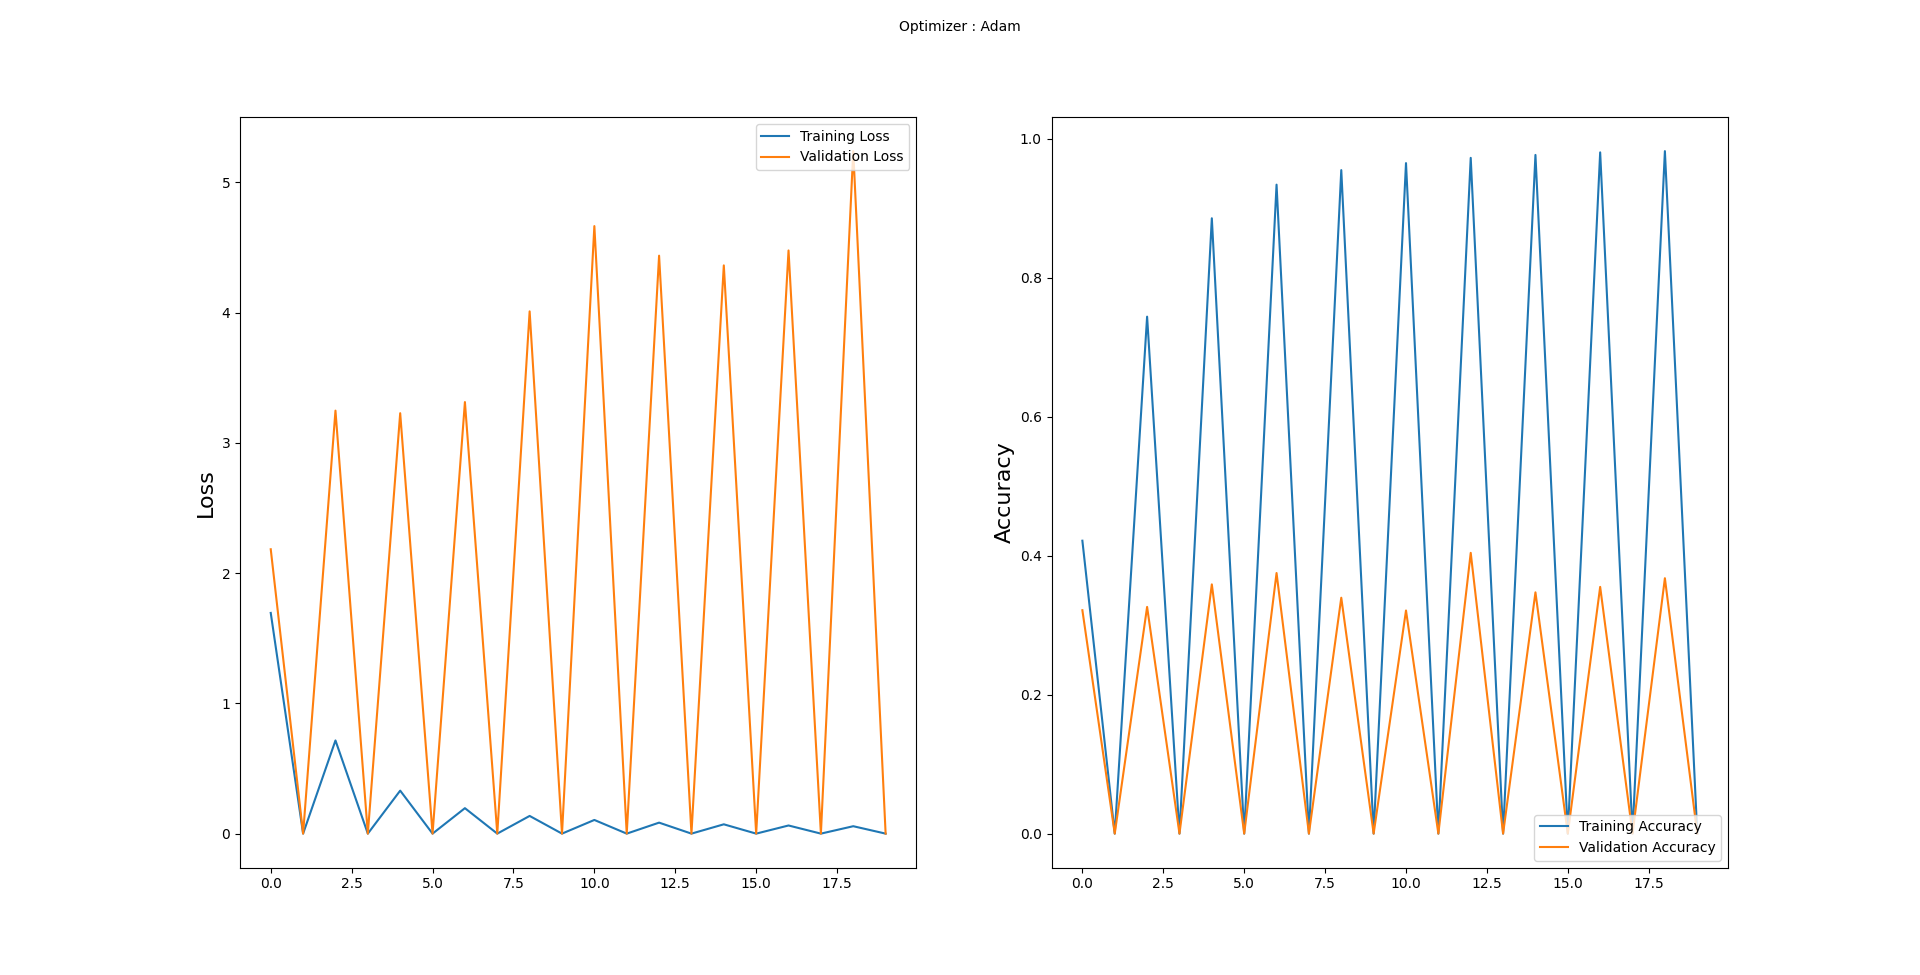 Optimizer : Adam
Training Loss
Validation Loss
5
4
3
2
1
0
Loss
0.0 2.5 5.0 7.5 10.0 12.5 15.0 17.5
1.0
0.8
0.6
0.4
0.2
0.0
Accuracy
Training Accuracy
Validation Accuracy
0.0 2.5 5.0 7.5 10.0 12.5 15.0 17.5